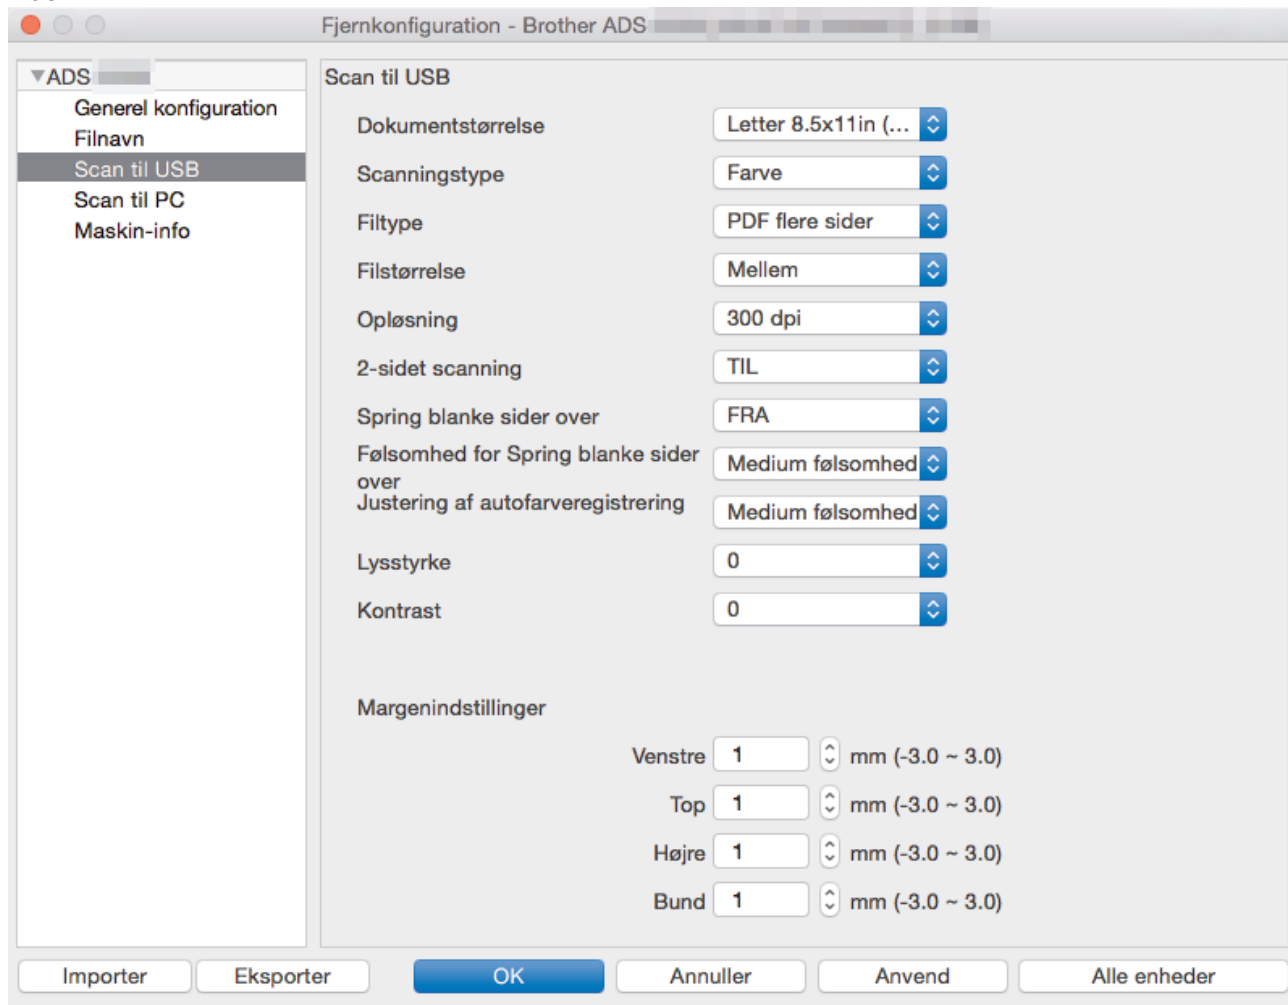 Fjernkonfiguration - Brother ADS
ADS
Generel konfiguration
Filnavn
Scan til USB
Scan til PC
Maskin-info
Scan til USB
Dokumentstørrelse Letter 8.5x11in (...
Scanningstype Farve
Filtype PDF flere sider
Filstørrelse Mellem
Opløsning 300 dpi
2-sidet scanning TIL
Spring blanke sider over FRA
Følsomhed for Spring blanke sider
over Medium følsomhed
Justering af autofarveregistrering Medium følsomhed
Lysstyrke 0
Kontrast 0
Margenindstillinger
Venstre 1 mm (-3.0 ~ 3.0)
Top 1 mm (-3.0 ~ 3.0)
Højre 1 mm (-3.0 ~ 3.0)
Bund 1 mm (-3.0 ~ 3.0)
Importer Eksporter OK Annuller Anvend Alle enheder